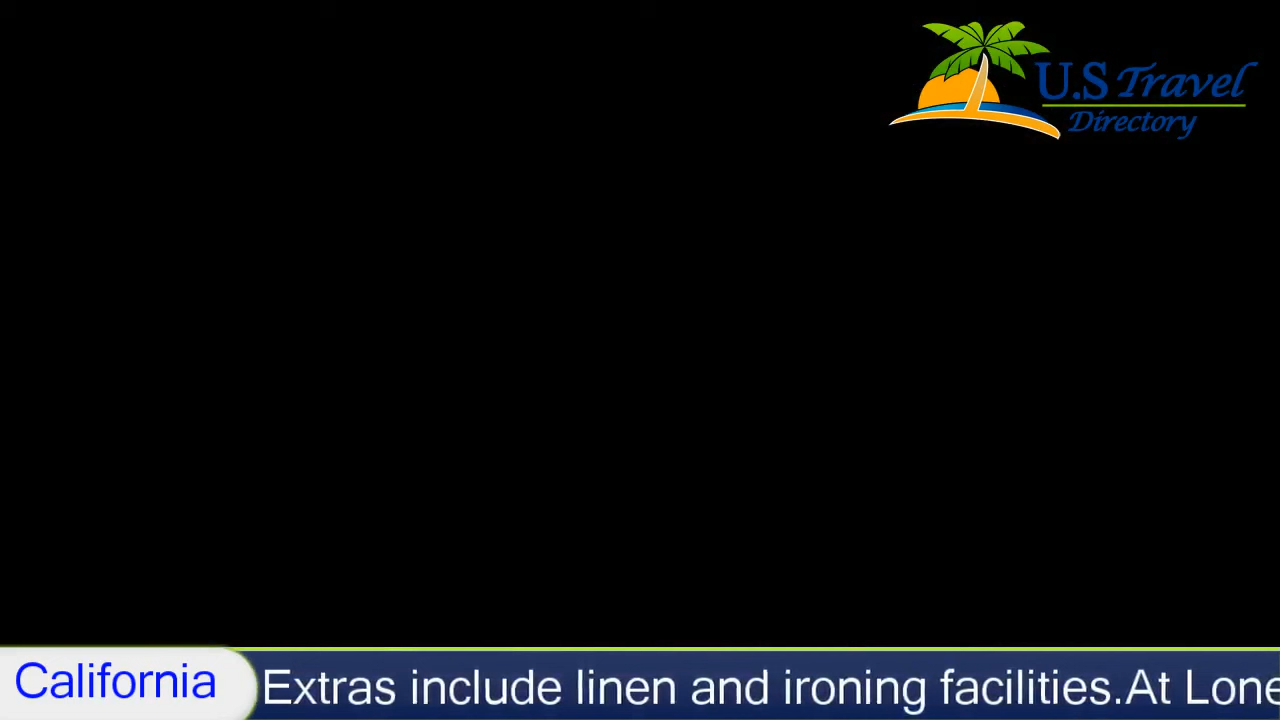 U.S Travel
Directory
California
Extras include linen and ironing facilities.At Lone